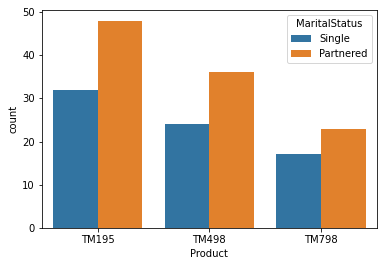 50
40
30
20
10
0
count
MaritalStatus
Single
Partnered
TM195 TM498 TM798
Product